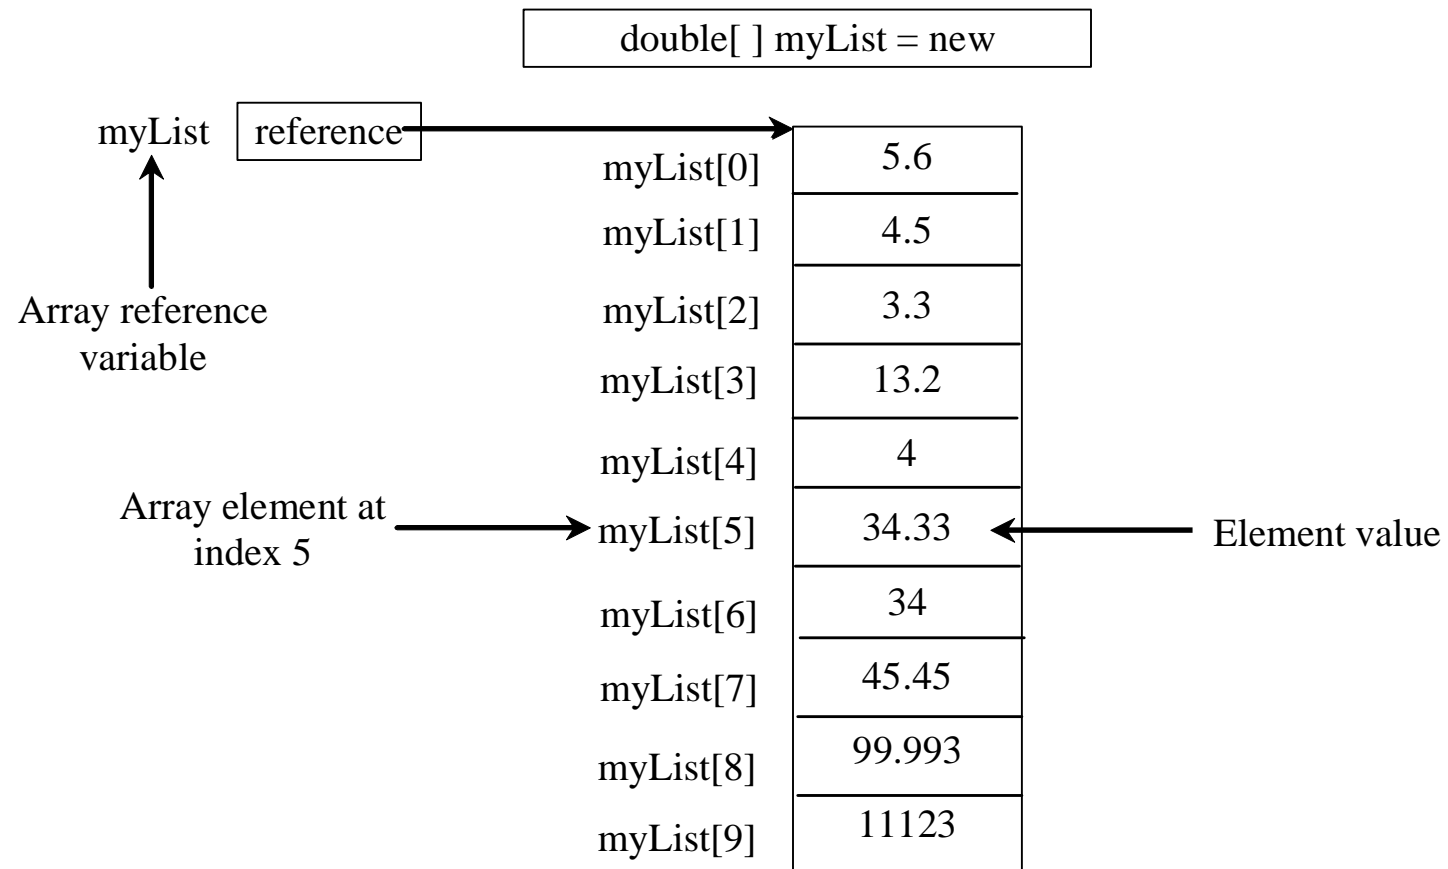 double[ ] myList = new
myList reference
myList[0] 5.6
myList[1] 4.5
Array reference
variable
myList[2] 3.3
myList[3] 13.2
myList[4] 4
Array element at
index 5
myList[5] 34.33
Element value
myList[6] 34
myList[7] 45.45
myList[8] 99.993
myList[9] 11123